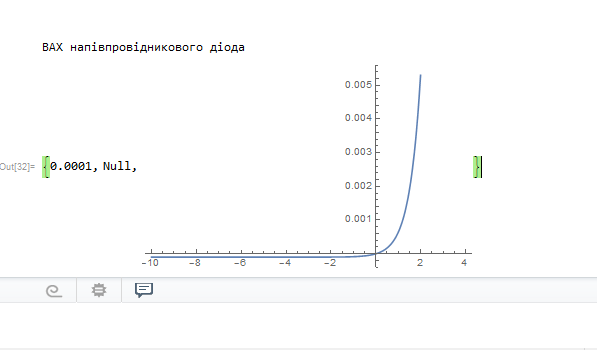 ВАХ напівпровідникового діода
0.005
0.004
0.003
Out[32]= {0.0001, Null, }
0.002
0.001
-10 -8 -6 -4 -2 2 4